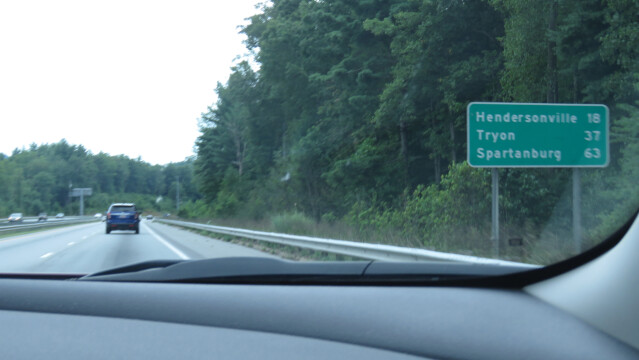 Hendersonville 18
Tryon 37
Spartanburg 63